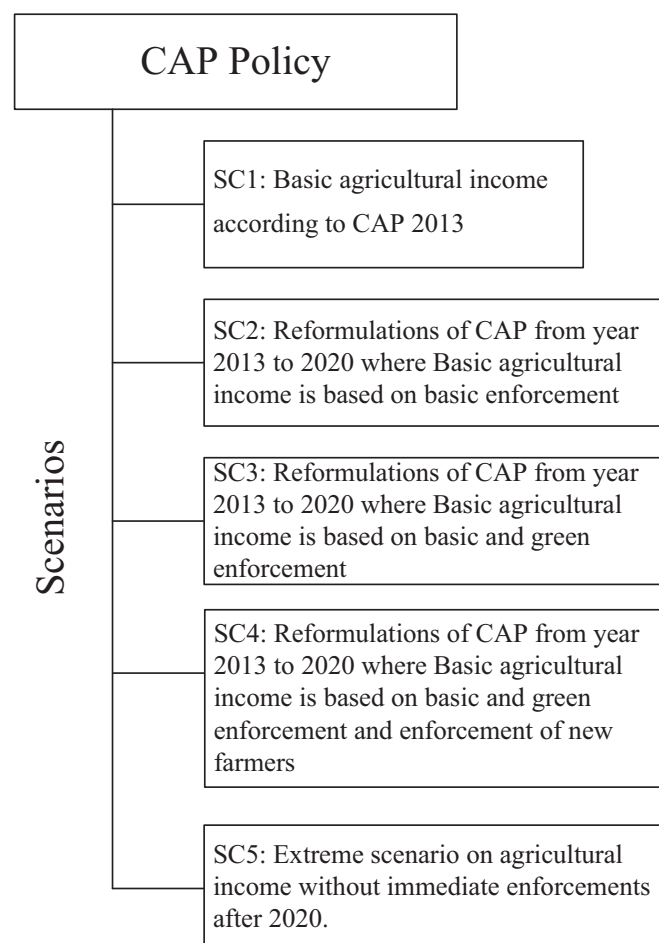 CAP Policy
Scenarios
SC1: Basic agricultural income
according to CAP 2013
SC2: Reformulations of CAP from year
2013 to 2020 where Basic agricultural
income is based on basic enforcement
SC3: Reformulations of CAP from year
2013 to 2020 where Basic agricultural
income is based on basic and green
enforcement
SC4: Reformulations of CAP from year
2013 to 2020 where Basic agricultural
income is based on basic and green
enforcement and enforcement of new
farmers
SC5: Extreme scenario on agricultural
income without immediate enforcements
after 2020.